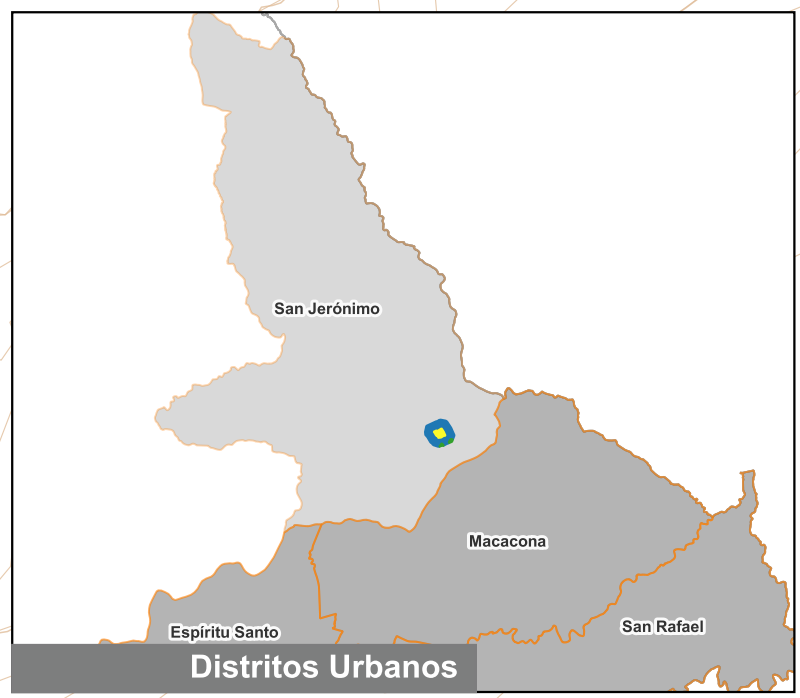 San Jerónimo
Macacona
San Rafael
Espíritu Santo
Distritos Urbanos